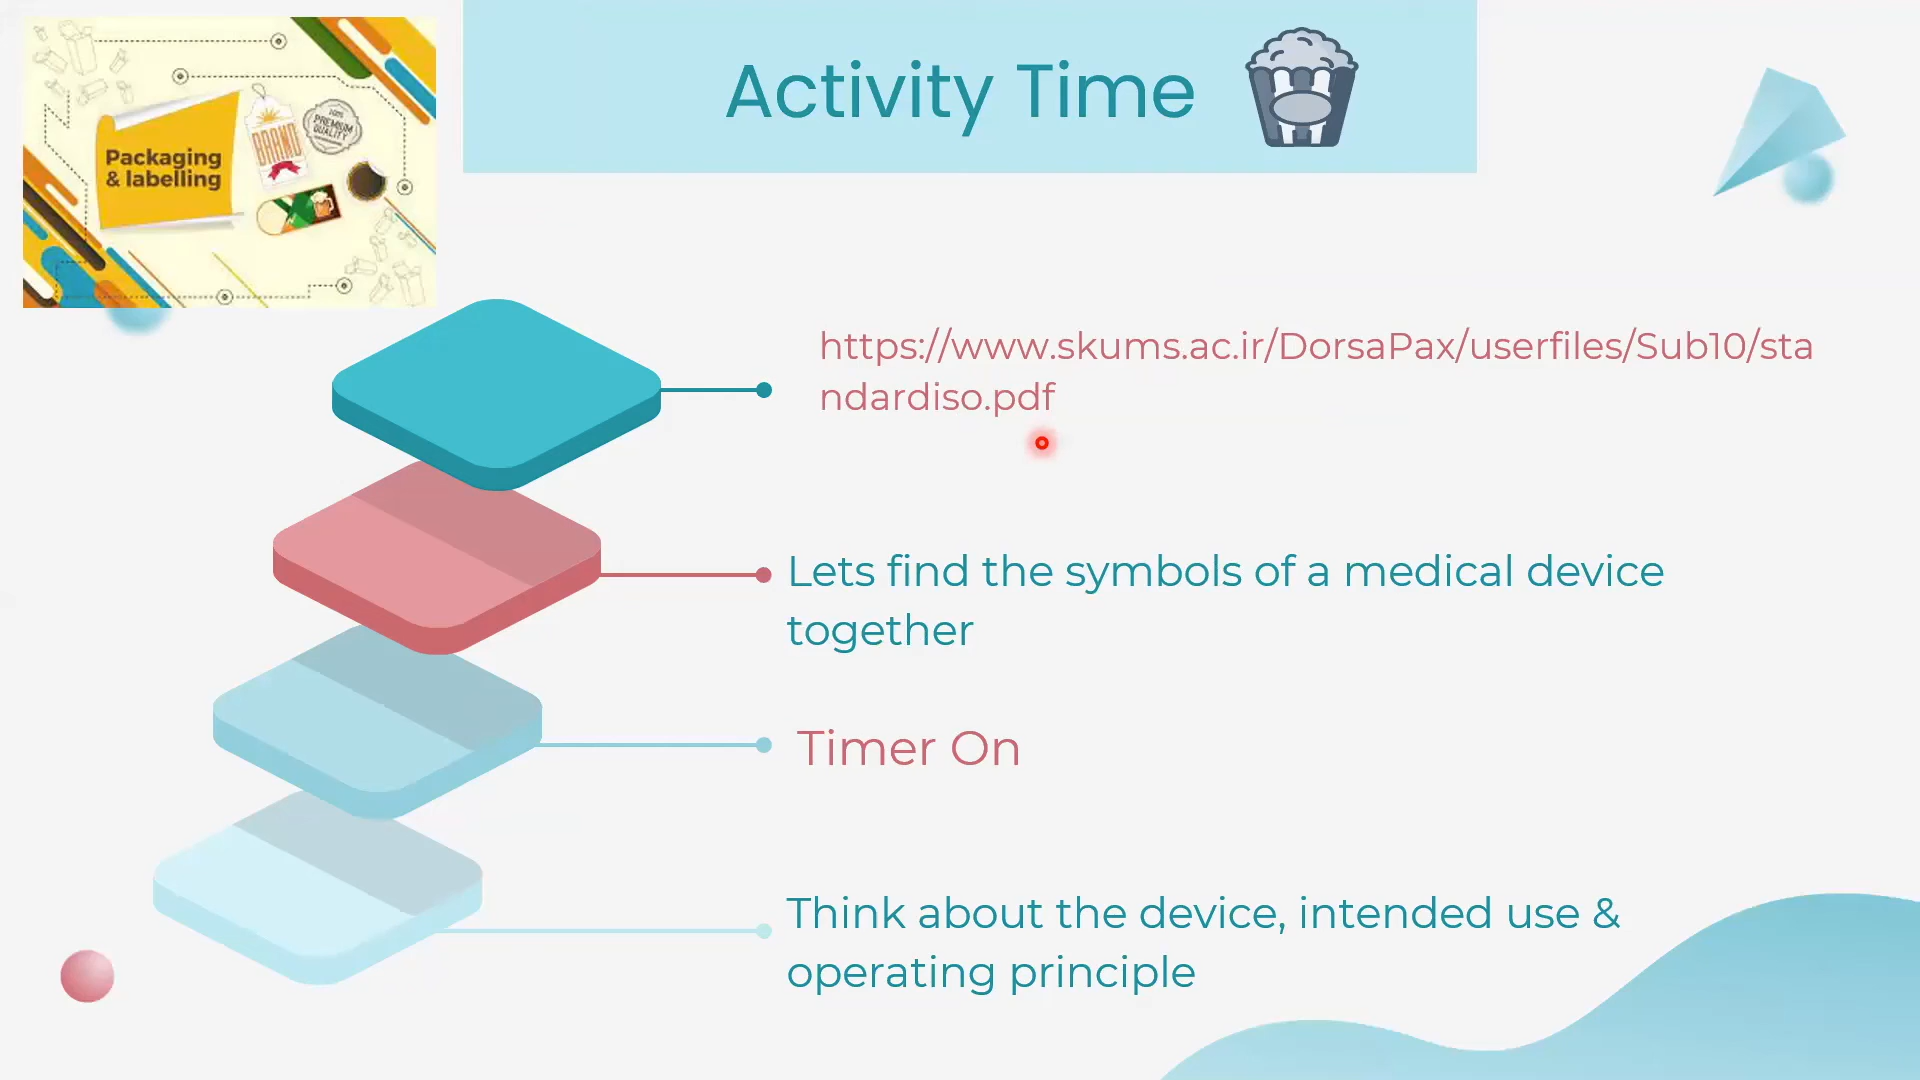 Activity Time
Packaging
& labelling
BRAND
100%
PREMIUM
QUALITY
https://www.skums.ac.ir/DorsaPax/userfiles/Sub10/sta
ndardiso.pdf
Lets find the symbols of a medical device
together
Timer On
Think about the device, intended use &
operating principle